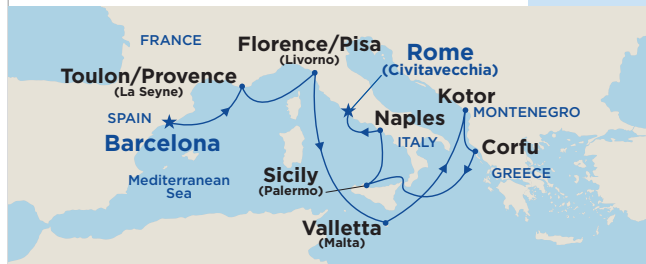 FRANCE
Florence/Pisa
(Livorno)
Rome
(Civitavecchia)
Toulon/Provence
(La Seyne)
Kotor
SPAIN
Naples
MONTENEGRO
Barcelona
ITALY
Corfu
Mediterranean
Sea
Sicily
(Palermo)
GREECE
Valletta
(Malta)